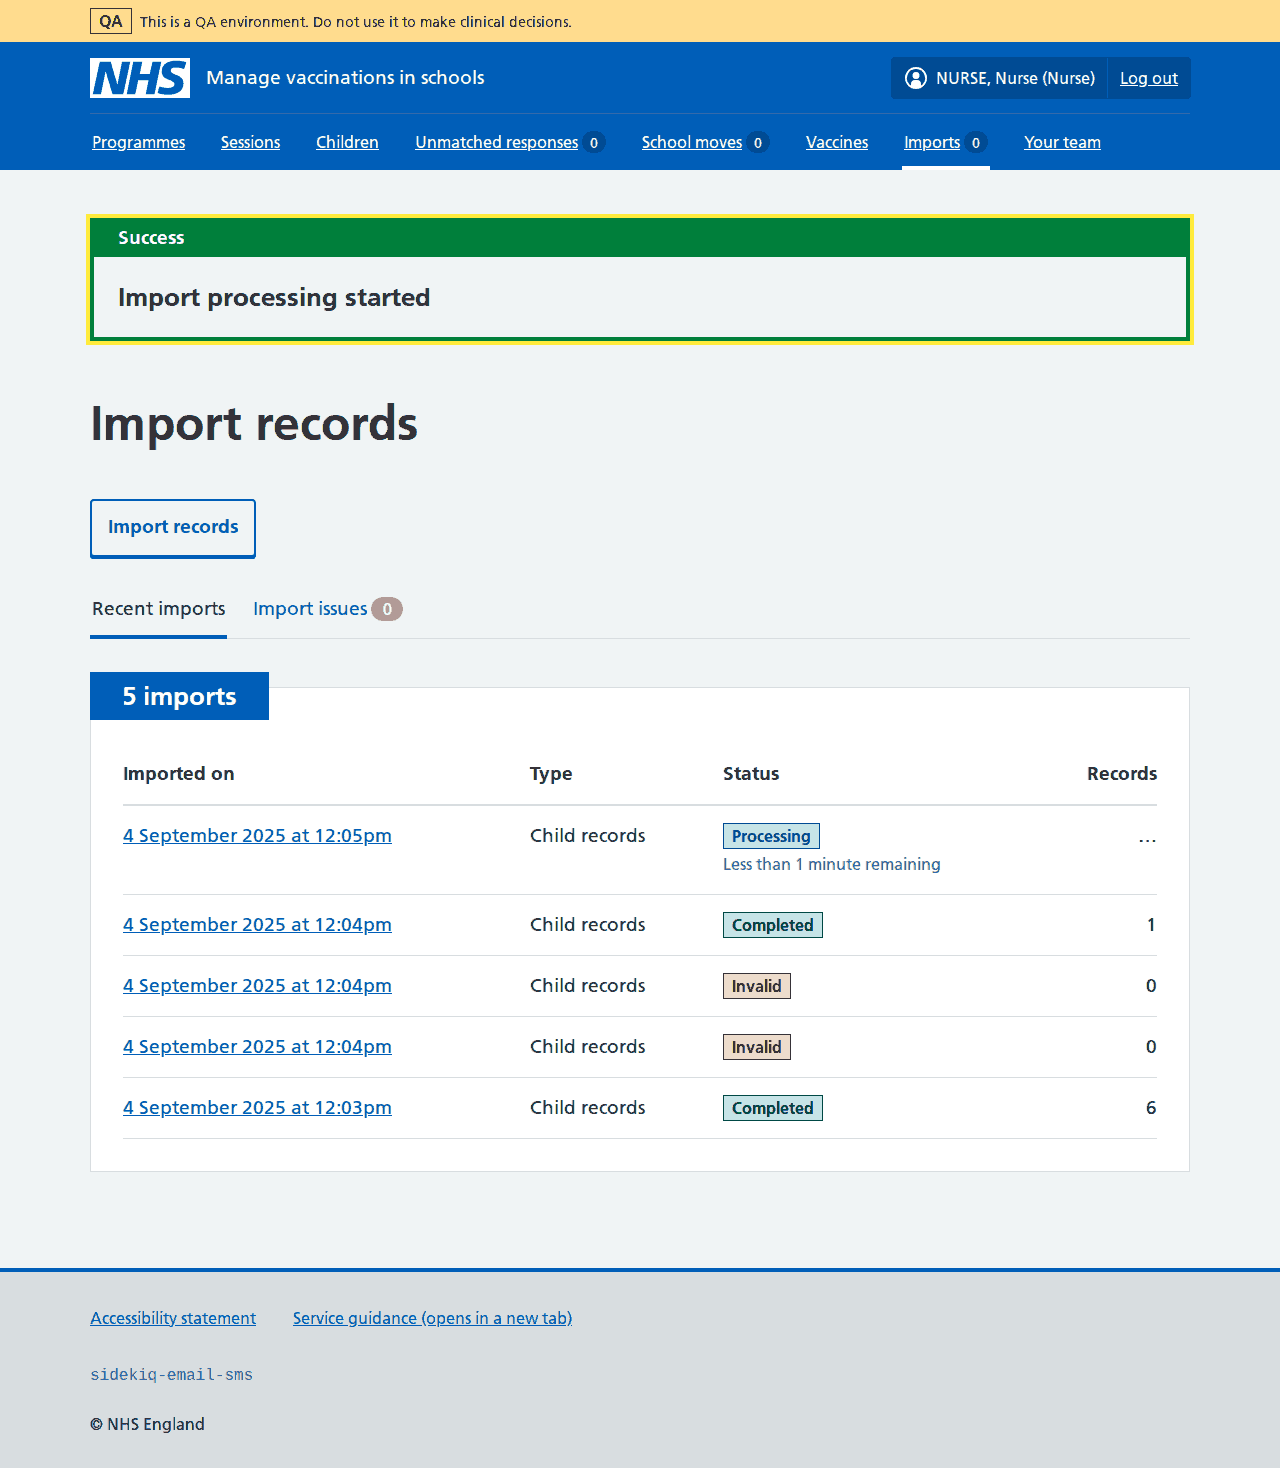 QA This is a QA environment. Do not use it to make clinical decisions.
NHS Manage vaccinations in schools NURSE, Nurse (Nurse) Log out
Programmes Sessions Children Unmatched responses 0 School moves 0 Vaccines Imports 0 Your team
Success
Import processing started
Import records
Import records
Recent imports Import issues 0
5 imports
Imported on Type Status Records
4 September 2025 at 12:05pm Child records Processing …
Less than 1 minute remaining
4 September 2025 at 12:04pm Child records Completed 1
4 September 2025 at 12:04pm Child records Invalid 0
4 September 2025 at 12:04pm Child records Invalid 0
4 September 2025 at 12:03pm Child records Completed 6
Accessibility statement Service guidance (opens in a new tab)
sidekiq-email-sms
© NHS England